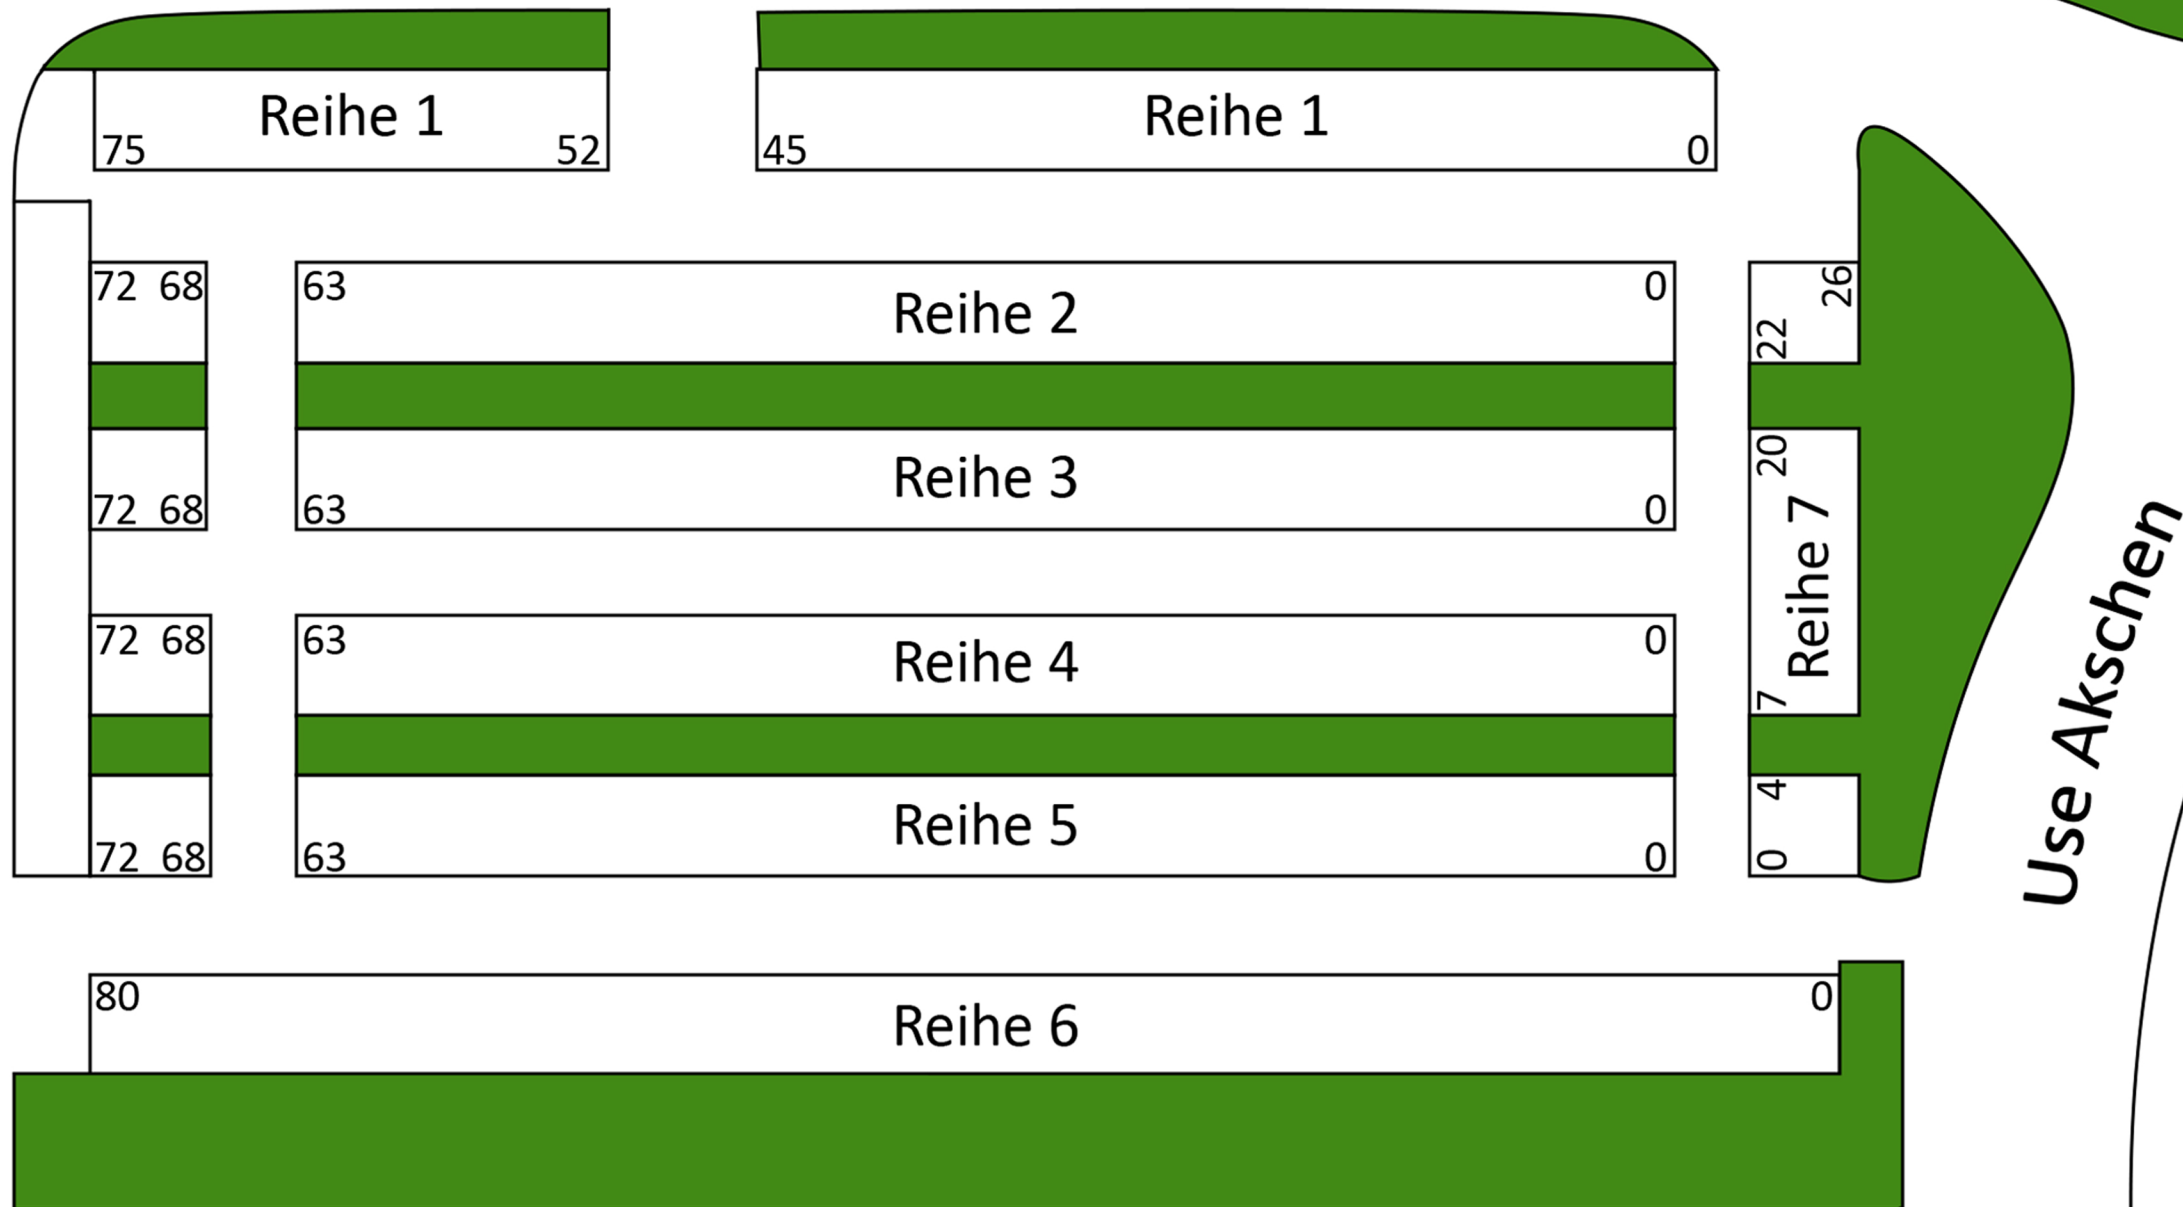 Reihe 1
75 52
Reihe 1
45 0
72 68
63 Reihe 2 0
72 68
63 Reihe 3 0
72 68
63 Reihe 4 0
72 68
63 Reihe 5 0
22 26
7 Reihe 7 20
0 4
80 Reihe 6 0
Use Akschen